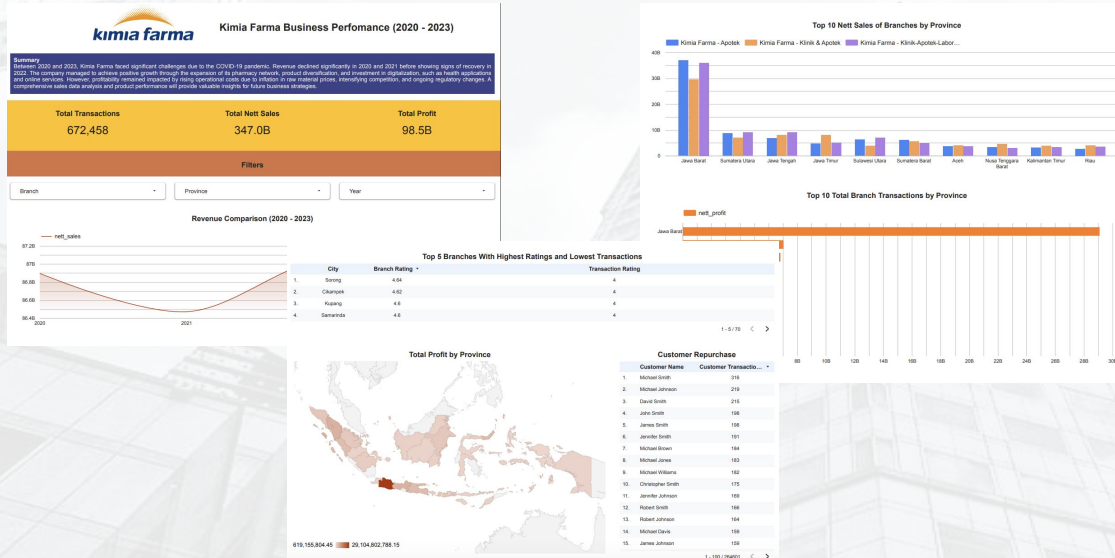 kimia farma
Kimia Farma Business Perfomance (2020 - 2023)
Summary
Between 2020 and 2023, Kimia Farma faced significant challenges due to the COVID-19 pandemic. Revenue declined significantly in 2020 and 2021 before showing signs of recovery in
2022. The company managed to achieve positive growth through the expansion of its pharmacy network, product diversification, and investment in digitalization, such as health applications
and online services. However, profitability remained impacted by rising operational costs due to inflation in raw material prices, intensifying competition, and ongoing regulatory changes. A
comprehensive sales data analysis and product performance will provide valuable insights for future business strategies.
Total Transactions
672,458
Total Nett Sales
347.0B
Total Profit
98.5B
Filters
Branch
Province
Year
Revenue Comparison (2020 - 2023)
nett_sales
87.2B
87B
86.8B
86.6B
86.4B
2020
2021
Top 10 Nett Sales of Branches by Province
Kimia Farma - Apotek
Kimia Farma - Klinik & Apotek
Kimia Farma - Klinik-Apotek-Labor...
40B
30B
20B
10B
0
Jawa Barat
Sumatera Utara
Jawa Tengah
Jawa Timur
Sulawesi Utara
Sumatera Barat
Aceh
Nusa Tenggara
Barat
Kalimantan Timur
Riau
Top 10 Total Branch Transactions by Province
nett_profit
Jawa Barat
8B 10B 12B 14B 16B 18B 20B 22B 24B 26B 28B
Top 5 Branches With Highest Ratings and Lowest Transactions
City Branch Rating Transaction Rating
1. Sorong 4.64 4
2. Cikampek 4.62 4
3. Kupang 4.6 4
4. Samarinda 4.6 4
1 - 5 / 70
Total Profit by Province
619,155,804.45
29,104,802,788.15
Customer Repurchase
Customer Name Customer Transactio...
1. Michael Smith 316
2. Michael Johnson 219
3. David Smith 215
4. John Smith 198
5. James Smith 198
6. Jennifer Smith 191
7. Michael Brown 184
8. Michael Jones 183
9. Michael Williams 182
10. Christopher Smith 175
11. Jennifer Johnson 169
12. Robert Smith 166
13. Robert Johnson 164
14. Michael Davis 159
15. James Johnson 159